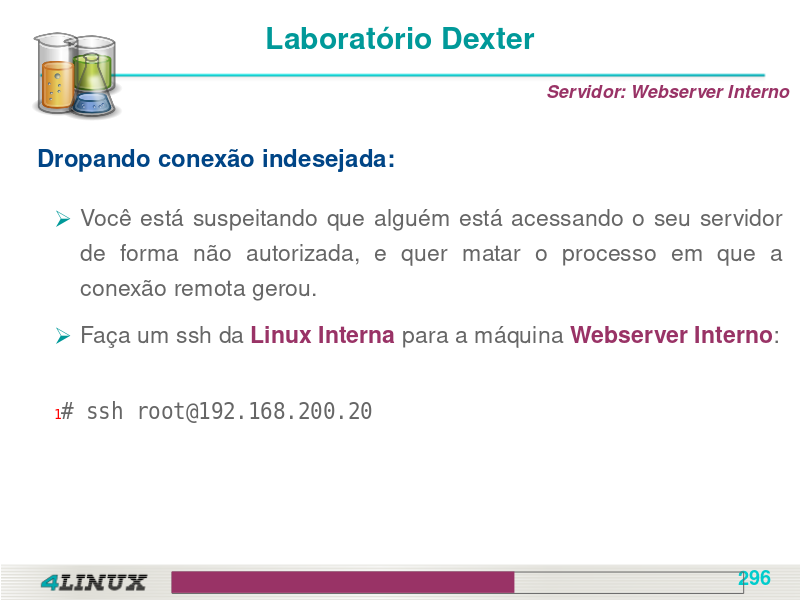 Laboratório Dexter
Servidor: Webserver Interno
Dropando conexão indesejada:
➢ Você está suspeitando que alguém está acessando o seu servidor
de forma não autorizada, e quer matar o processo em que a
conexão remota gerou.
➢ Faça um ssh da Linux Interna para a máquina Webserver Interno:
1# ssh root@192.168.200.20
4LINUX
296